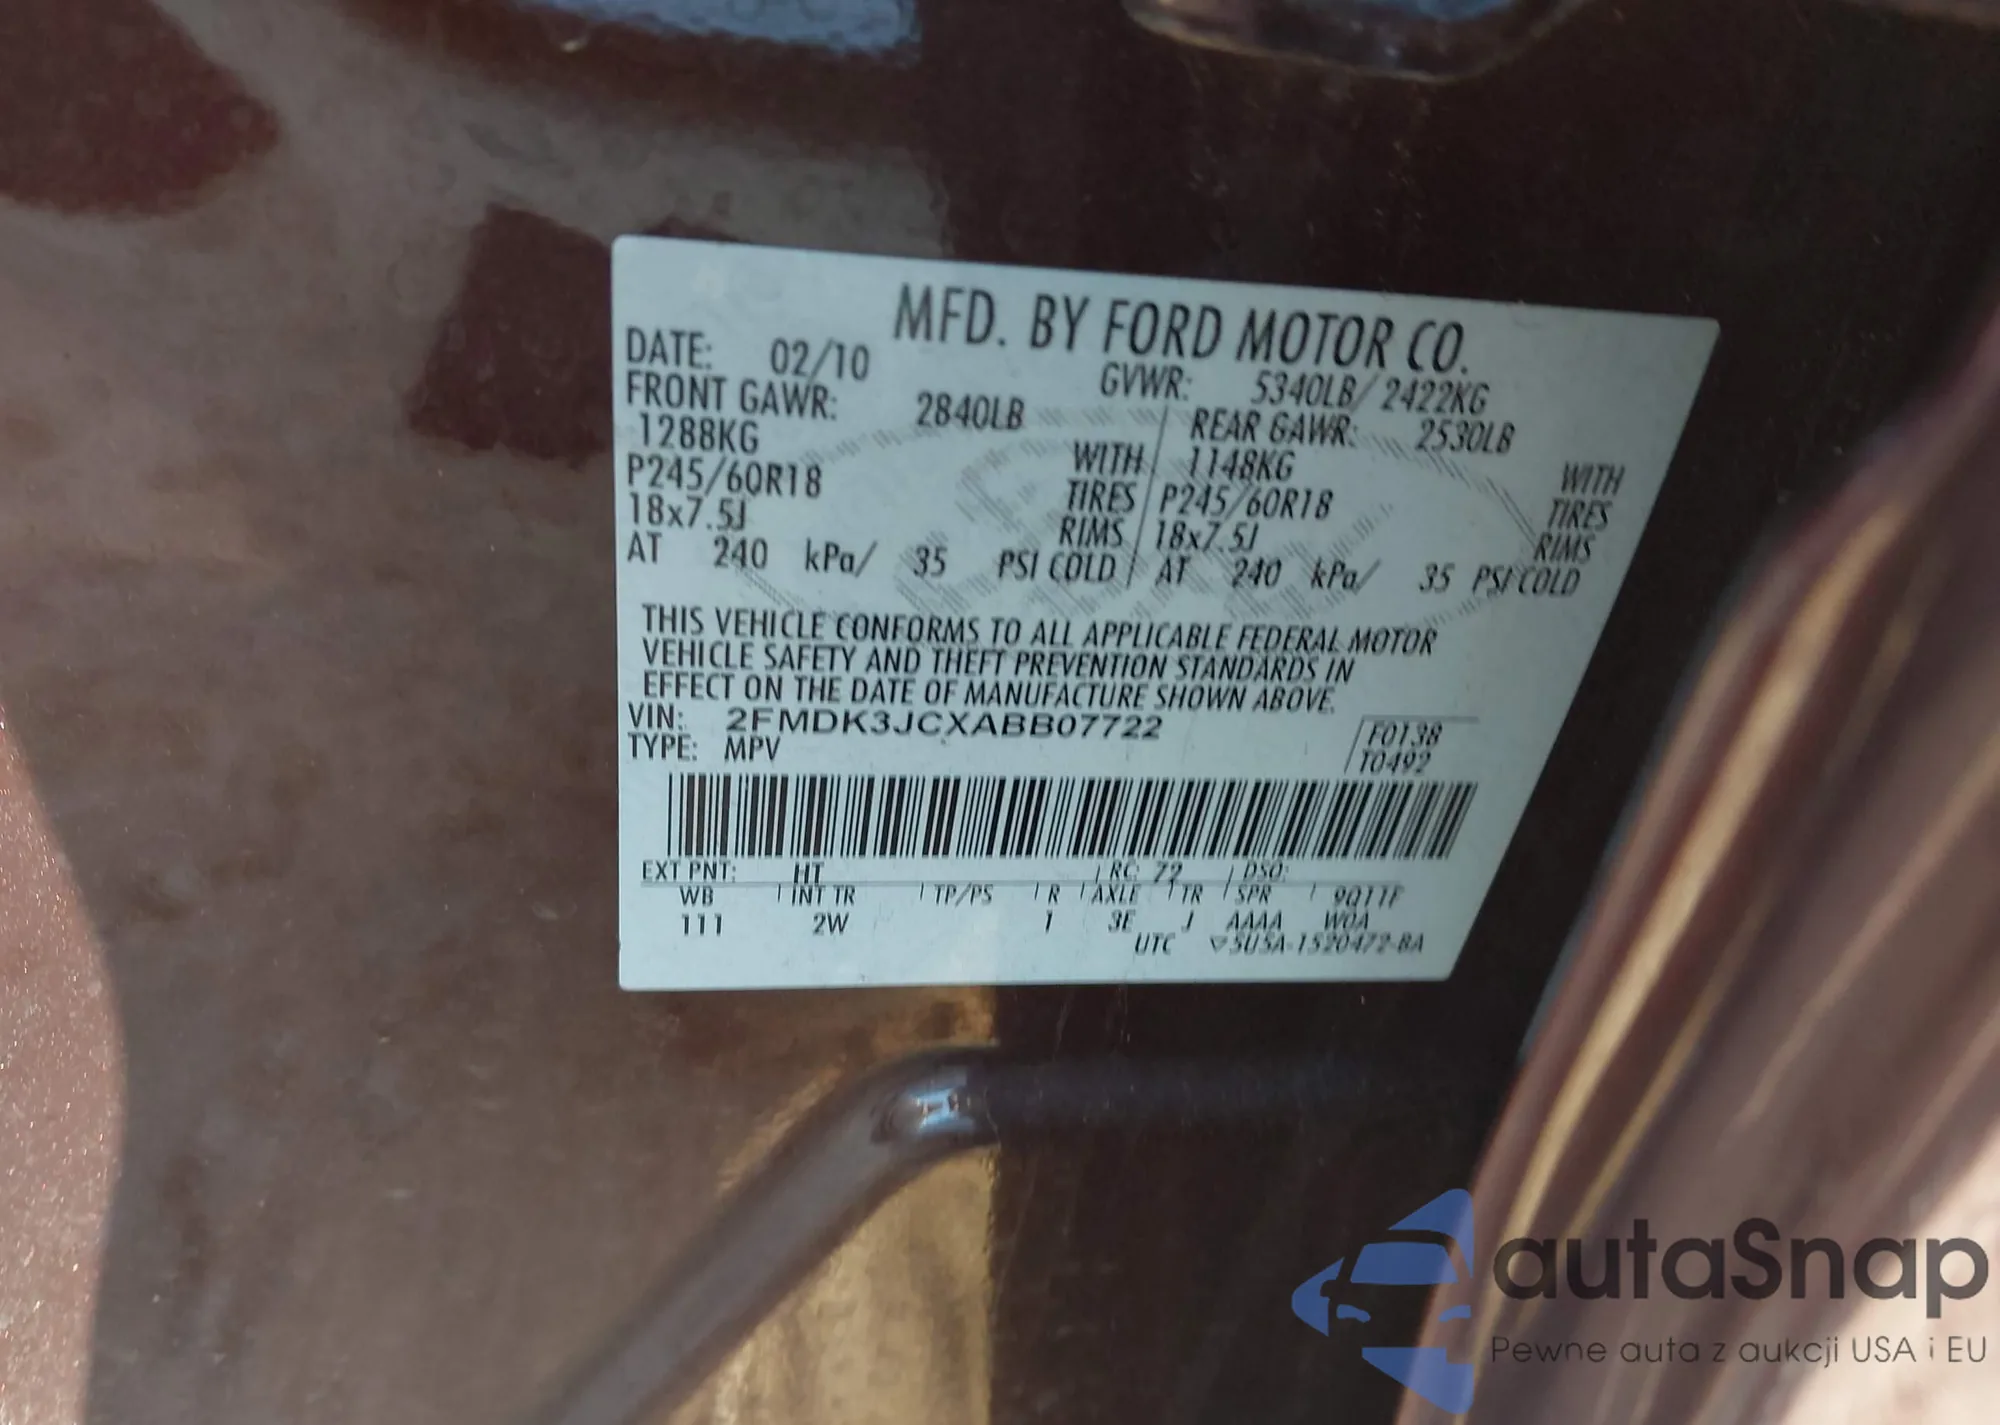 MFD. BY FORD MOTOR CO.
DATE: 02/10 GVWR: 5340LB/ 2422KG
FRONT GAWR: 2840LB REAR GAWR: 2530LB
1288KG WITH 1148KG WITH
P245/60R18 TIRES P245/60R18 TIRES
18x7.5J RIMS 18x7.5J RIMS
AT 240 kPa/ 35 PSI COLD AT 240 kPa/ 35 PSI COLD
THIS VEHICLE CONFORMS TO ALL APPLICABLE FEDERAL MOTOR
VEHICLE SAFETY AND THEFT PREVENTION STANDARDS IN
EFFECT ON THE DATE OF MANUFACTURE SHOWN ABOVE.
VIN: 2FMDK3JCXABB07722 F0138
TYPE: MPV T0492
EXT PNT: HT RC: 72 DSO:
WB INT TR TP/PS R AXLE TR SPR 9Q11F
111 2W 1 3E J AAAA WOA
UTC ▽5U5A-1520472-BA
autaSnap
Pewne auta z aukcji USA i EU